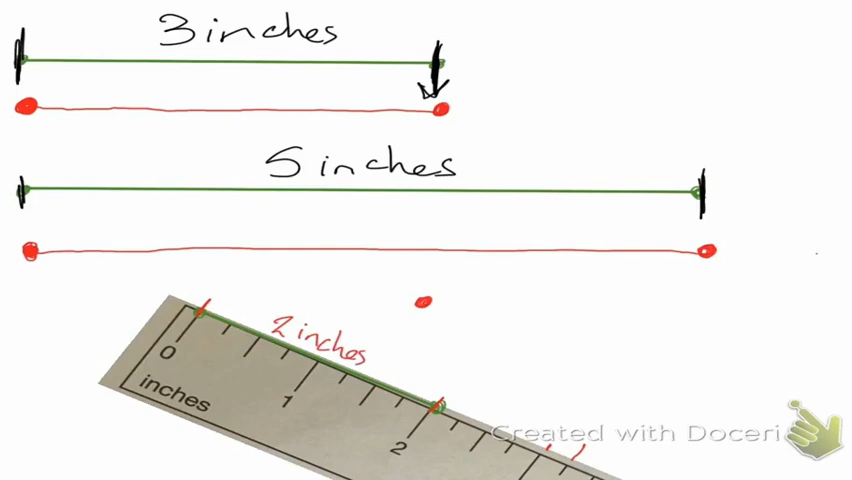 3 inches
5 inches
2 inches
0
1
2
inches
Created with Doceri